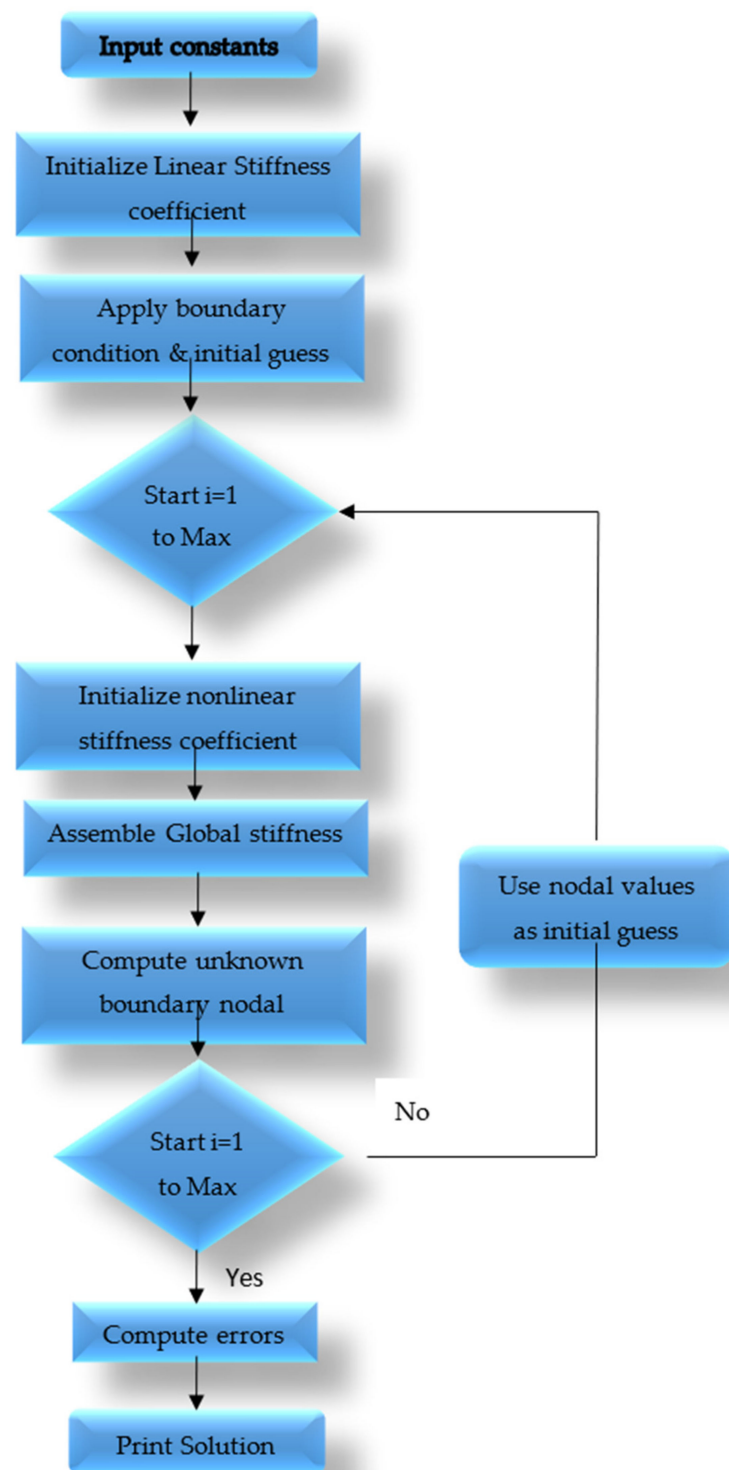 Input constants
Initialize Linear Stiffness
coefficient
Apply boundary
condition & initial guess
Start i=1
to Max
Initialize nonlinear
stiffness coefficient
Assemble Global stiffness
Use nodal values
as initial guess
Compute unknown
boundary nodal
Start i=1
to Max
No
Yes
Compute errors
Print Solution